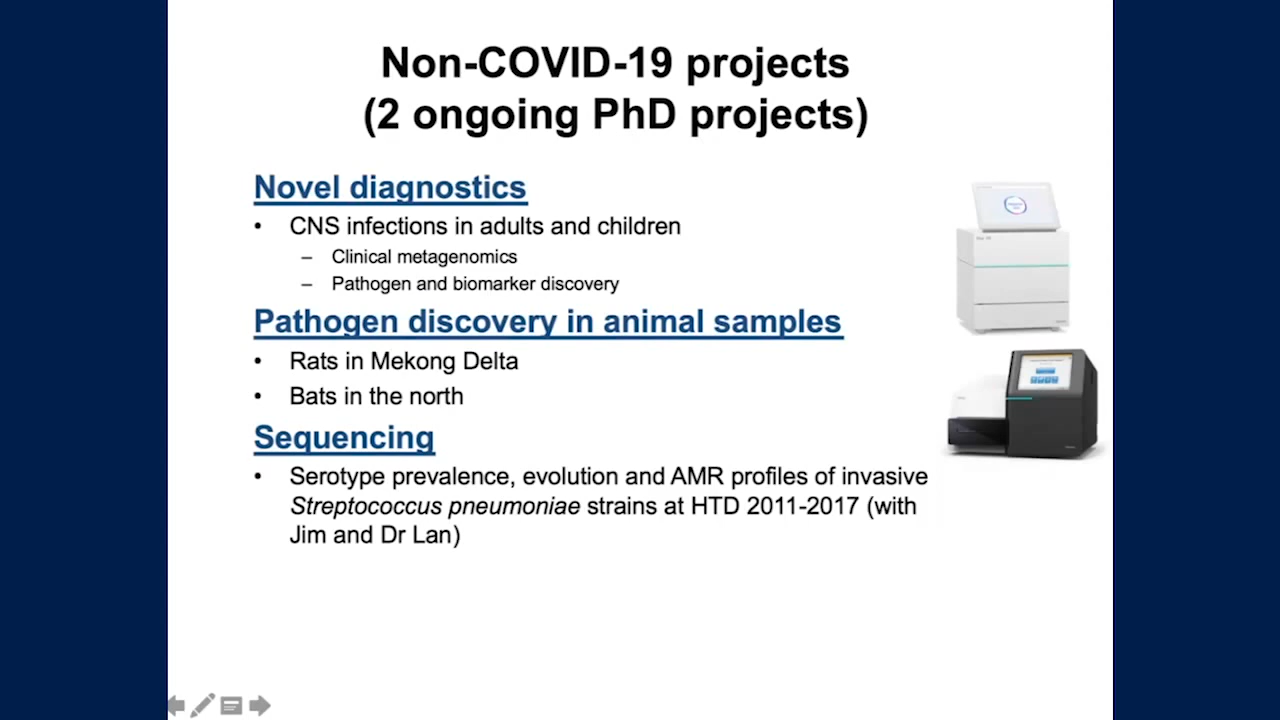 Non-COVID-19 projects
(2 ongoing PhD projects)
Novel diagnostics
• CNS infections in adults and children
– Clinical metagenomics
– Pathogen and biomarker discovery
Pathogen discovery in animal samples
• Rats in Mekong Delta
• Bats in the north
Sequencing
• Serotype prevalence, evolution and AMR profiles of invasive
Streptococcus pneumoniae strains at HTD 2011-2017 (with
Jim and Dr Lan)